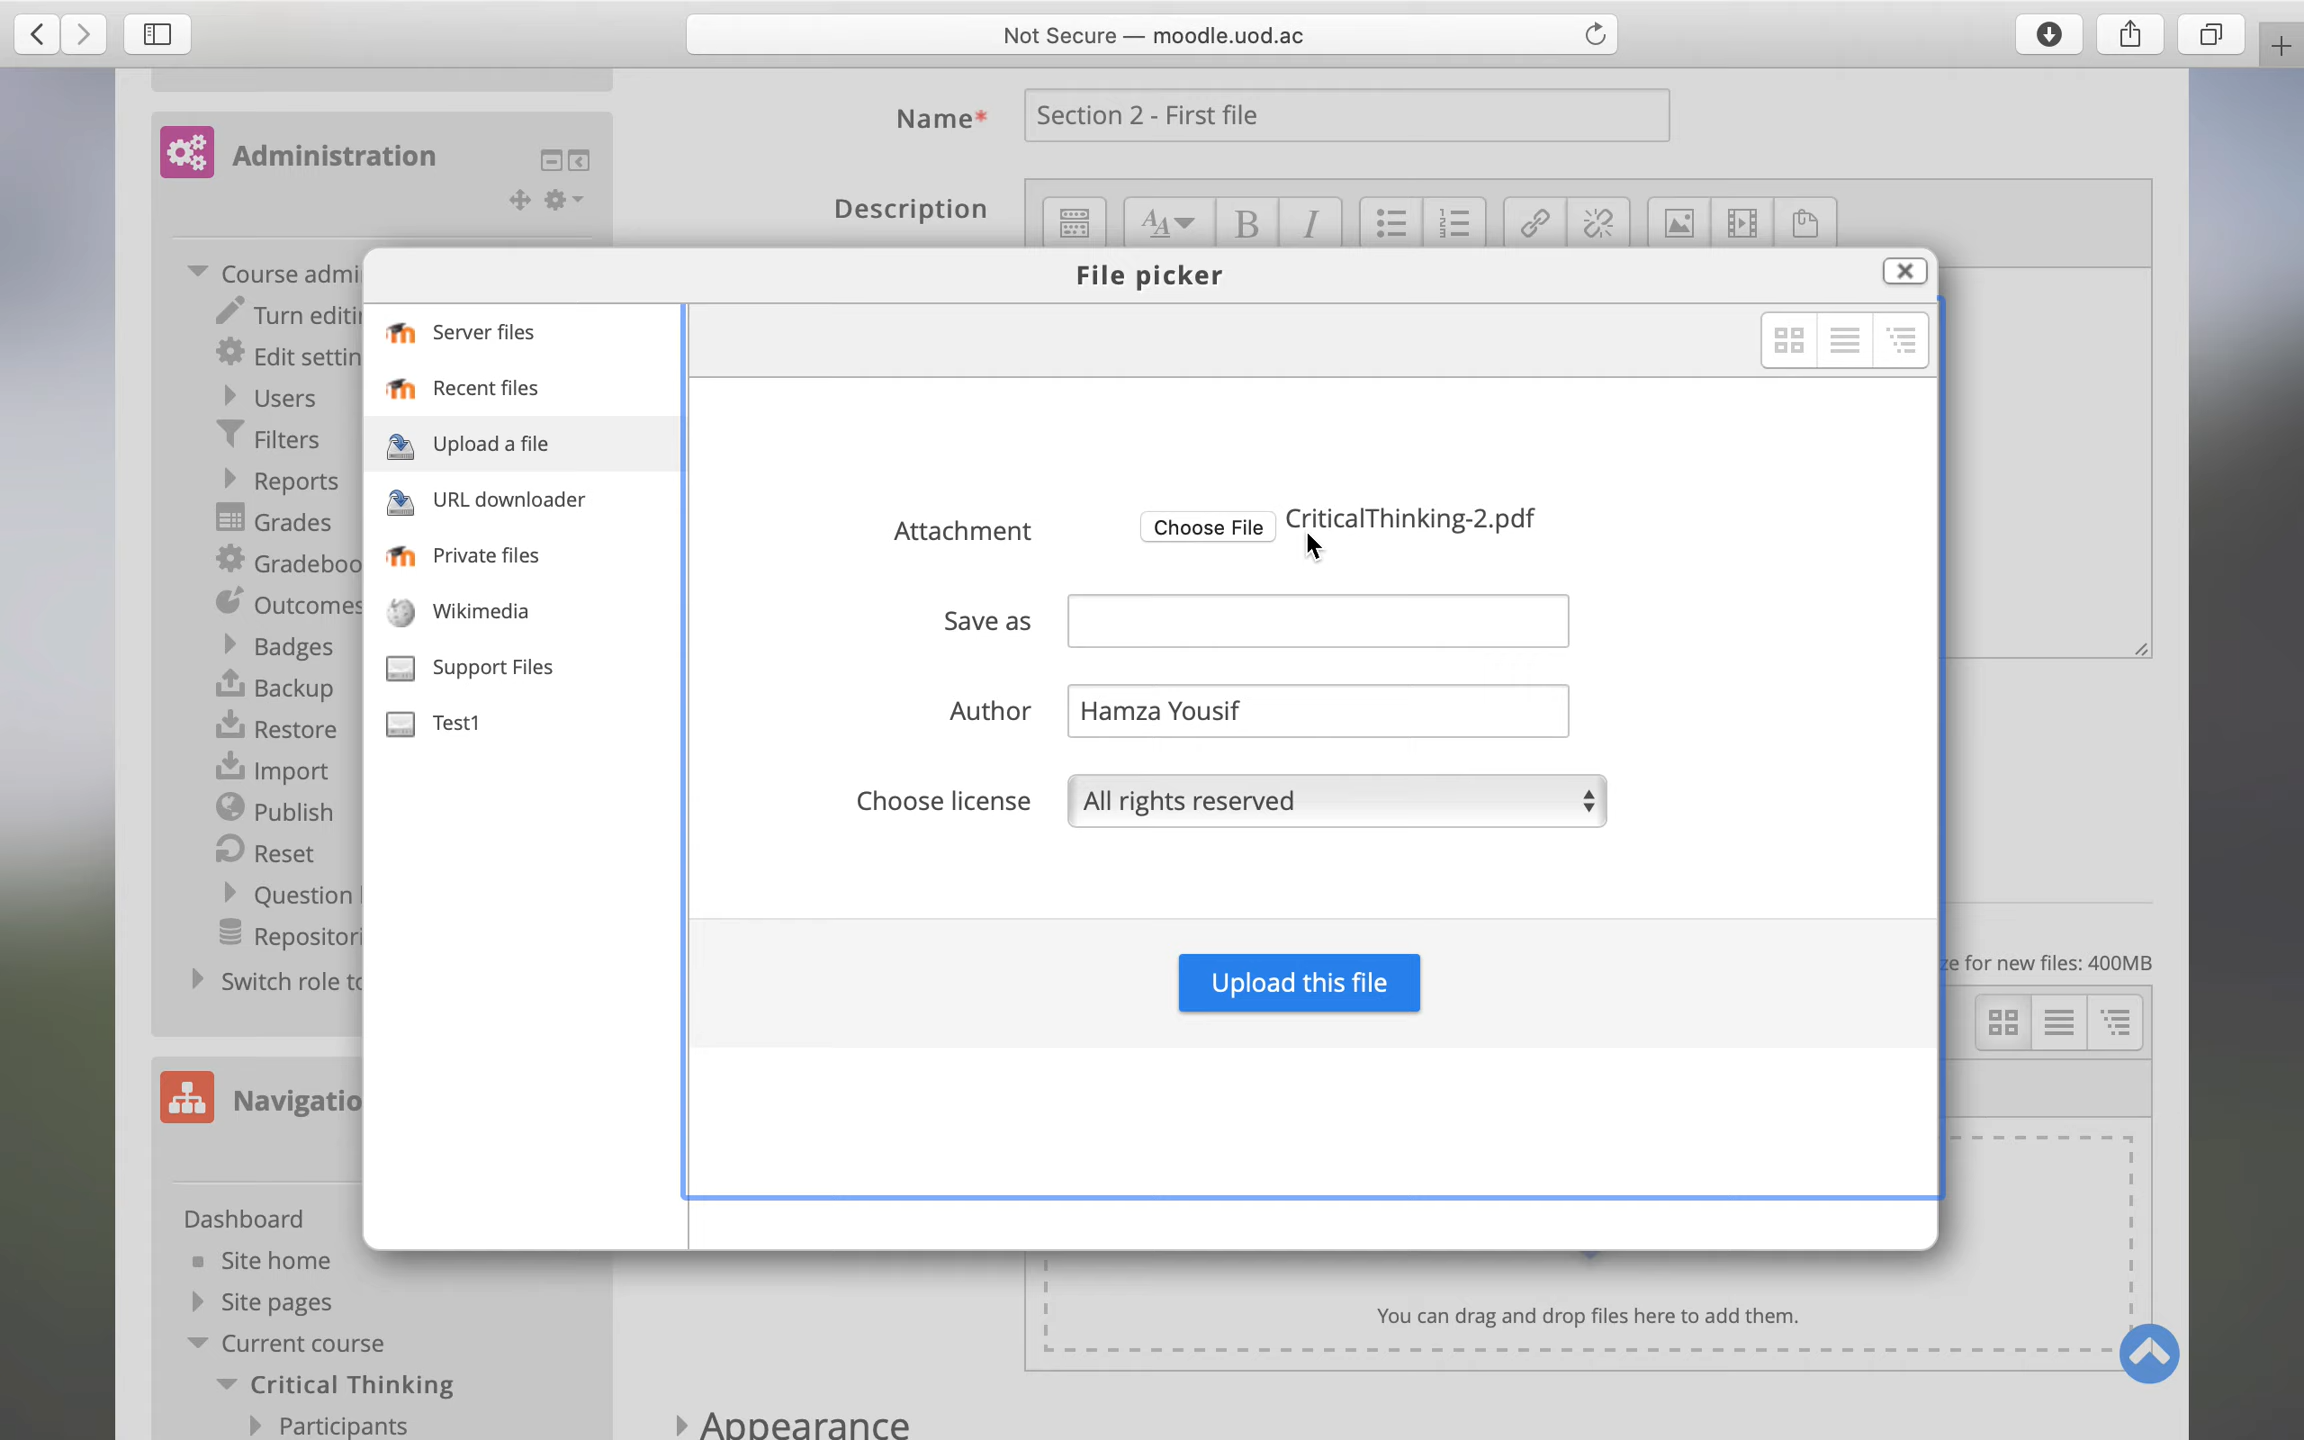 Not Secure — moodle.uod.ac
Name*
Section 2 - First file
Administration
Description
Course admi
Turn editi
Edit settin
Users
Filters
Reports
Grades
Gradeboo
Outcomes
Badges
Backup
Restore
Import
Publish
Reset
Question
Repositori
Switch role to
Navigatio
Dashboard
Site home
Site pages
Current course
Critical Thinking
Participants
File picker
Server files
Recent files
Upload a file
URL downloader
Private files
Wikimedia
Support Files
Test1
Attachment
Choose File
CriticalThinking-2.pdf
Save as
Author
Hamza Yousif
Choose license
All rights reserved
Upload this file
ze for new files: 400MB
You can drag and drop files here to add them.
Appearance